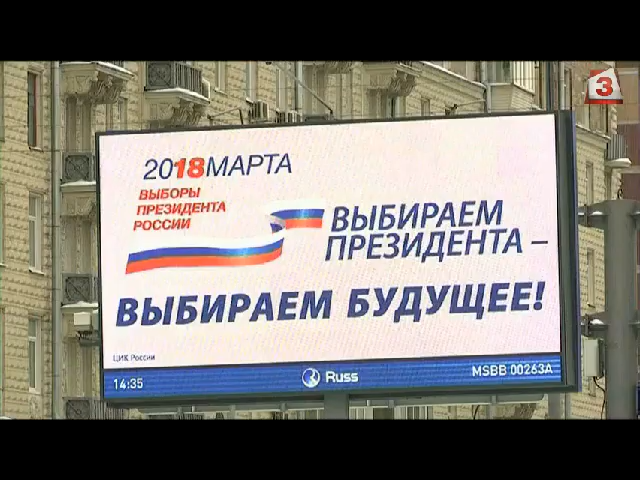 3
2018МАРТА
ВЫБОРЫ
ПРЕЗИДЕНТА
РОССИИ
ВЫБИРАЕМ
ПРЕЗИДЕНТА –
ВЫБИРАЕМ БУДУЩЕЕ!
ЦИК России
14:35
Russ
MSBB 00263A